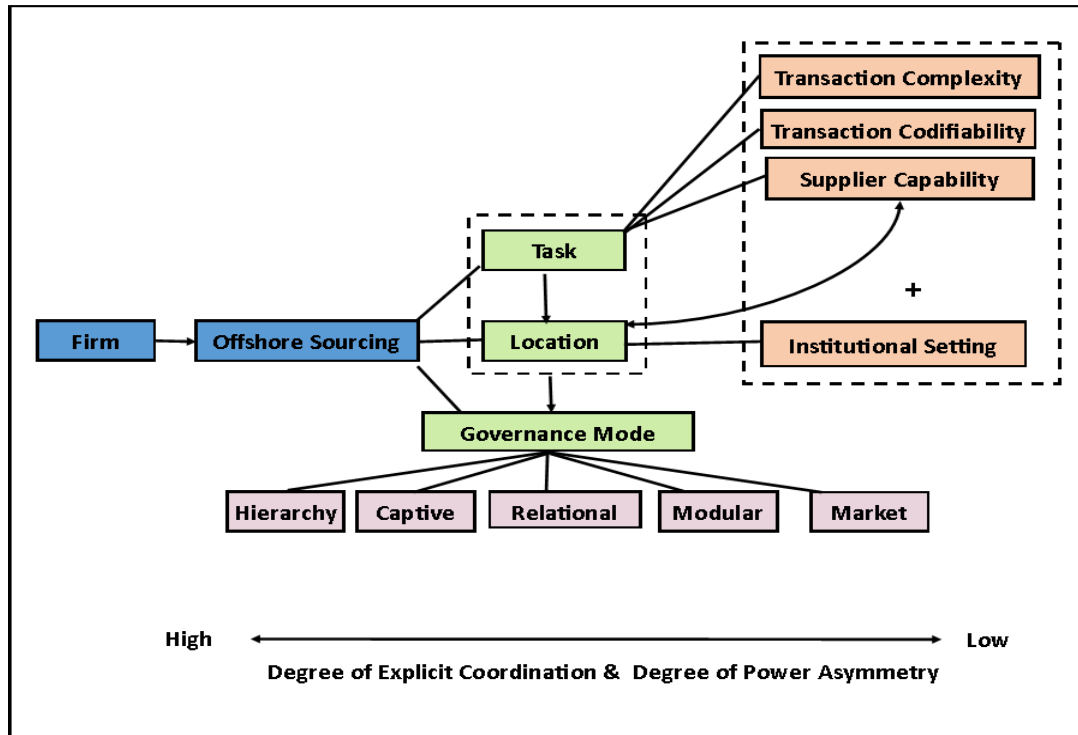 Transaction Complexity
Transaction Codifiability
Supplier Capability
Task
+
Firm
Offshore Sourcing
Location
Institutional Setting
Governance Mode
Hierarchy
Captive
Relational
Modular
Market
High
Low
Degree of Explicit Coordination & Degree of Power Asymmetry